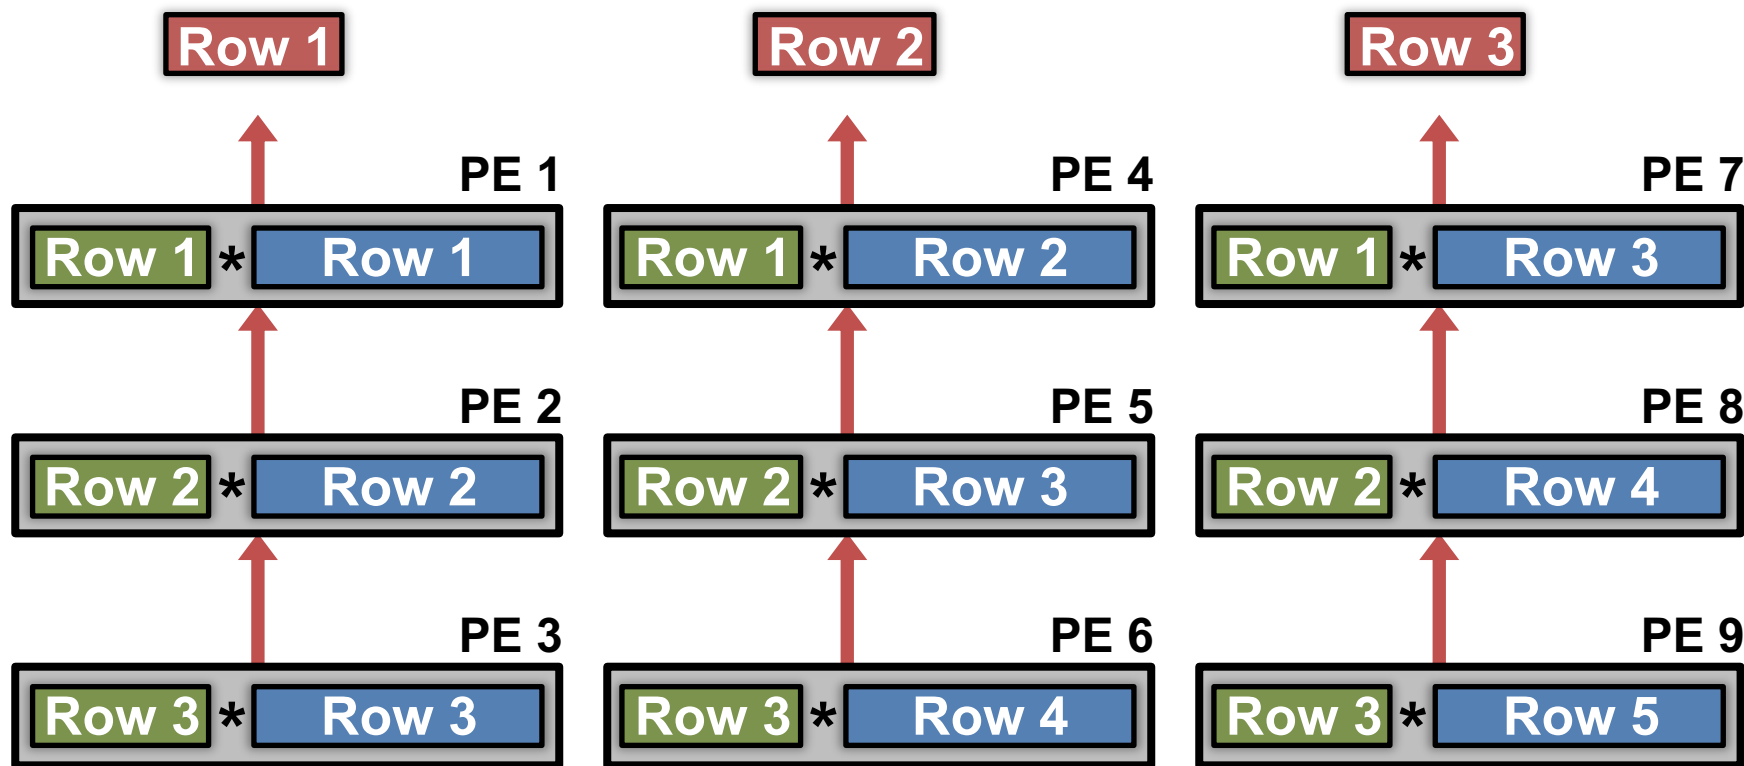 Row 1 Row 2 Row 3
PE 1 PE 4 PE 7
Row 1 * Row 1 Row 1 * Row 2 Row 1 * Row 3
PE 2 PE 5 PE 8
Row 2 * Row 2 Row 2 * Row 3 Row 2 * Row 4
PE 3 PE 6 PE 9
Row 3 * Row 3 Row 3 * Row 4 Row 3 * Row 5